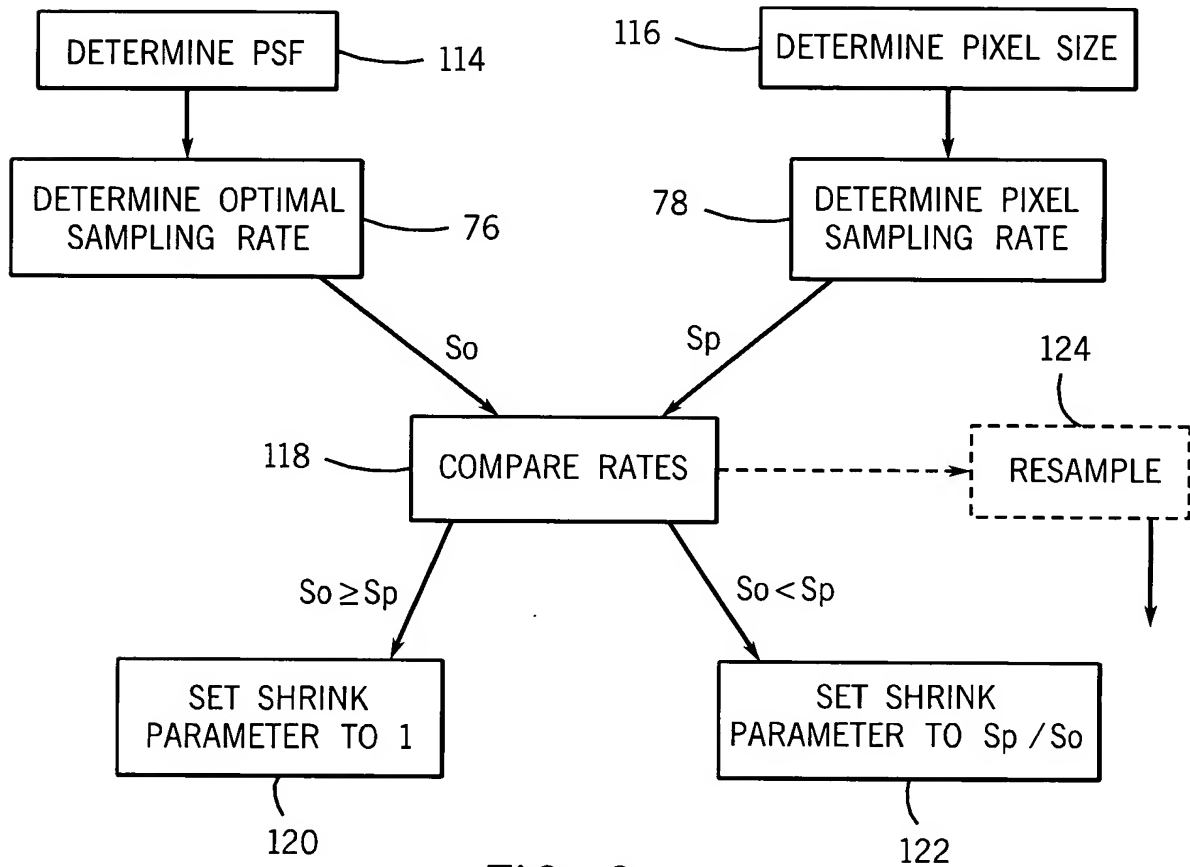 DETERMINE PSF
114
116
DETERMINE PIXEL SIZE
DETERMINE OPTIMAL
SAMPLING RATE
76
78
DETERMINE PIXEL
SAMPLING RATE
So
Sp
124
118
COMPARE RATES
RESAMPLE
So ≥ Sp
So < Sp
SET SHRINK
PARAMETER TO 1
SET SHRINK
PARAMETER TO Sp / So
120
122